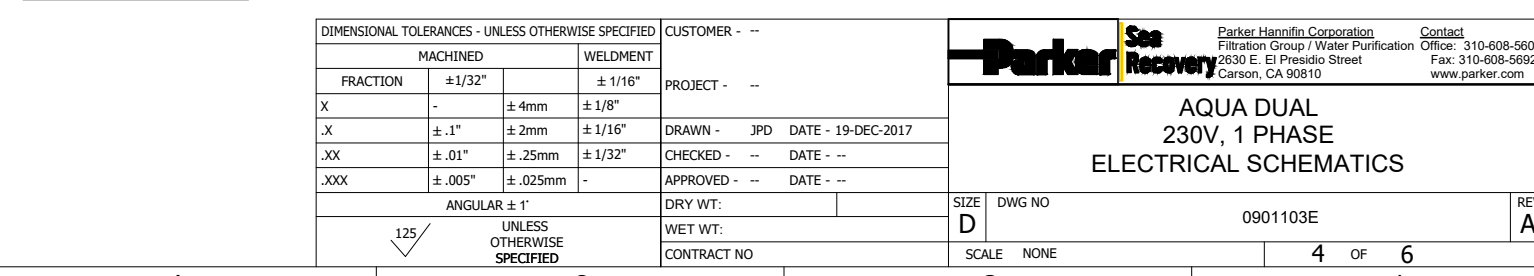 DIMENSIONAL TOLERANCES - UNLESS OTHERWISE SPECIFIED
MACHINED WELDMENT
FRACTION ±1/32" ± 1/16"
X - ± 4mm ± 1/8"
.X ± .1" ± 2mm ± 1/16"
.XX ± .01" ± .25mm ± 1/32"
.XXX ± .005" ± .025mm -
ANGULAR ± 1°
125
UNLESS
OTHERWISE
SPECIFIED
CUSTOMER - --
PROJECT - --
DRAWN - JPD DATE - 19-DEC-2017
CHECKED - -- DATE - --
APPROVED - -- DATE - --
DRY WT:
WET WT:
CONTRACT NO
Parker
Sea
Recovery
Parker Hannifin Corporation
Filtration Group / Water Purification
2630 E. El Presidio Street
Carson, CA 90810
Contact
Office: 310-608-560
Fax: 310-608-5692
www.parker.com
AQUA DUAL
230V, 1 PHASE
ELECTRICAL SCHEMATICS
SIZE DWG NO
D 0901103E A
SCALE NONE 4 OF 6